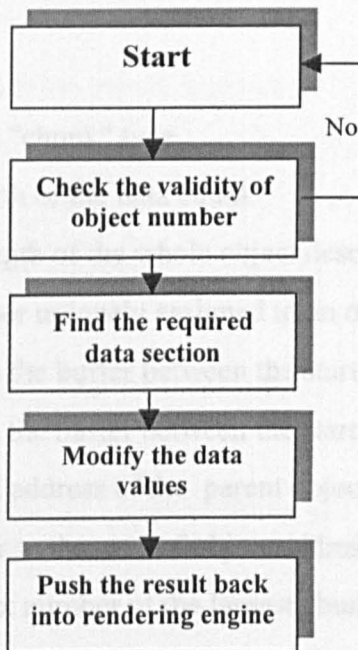 Start
No
Check the validity of
object number
Find the required
data section
Modify the data
values
Push the result back
into rendering engine